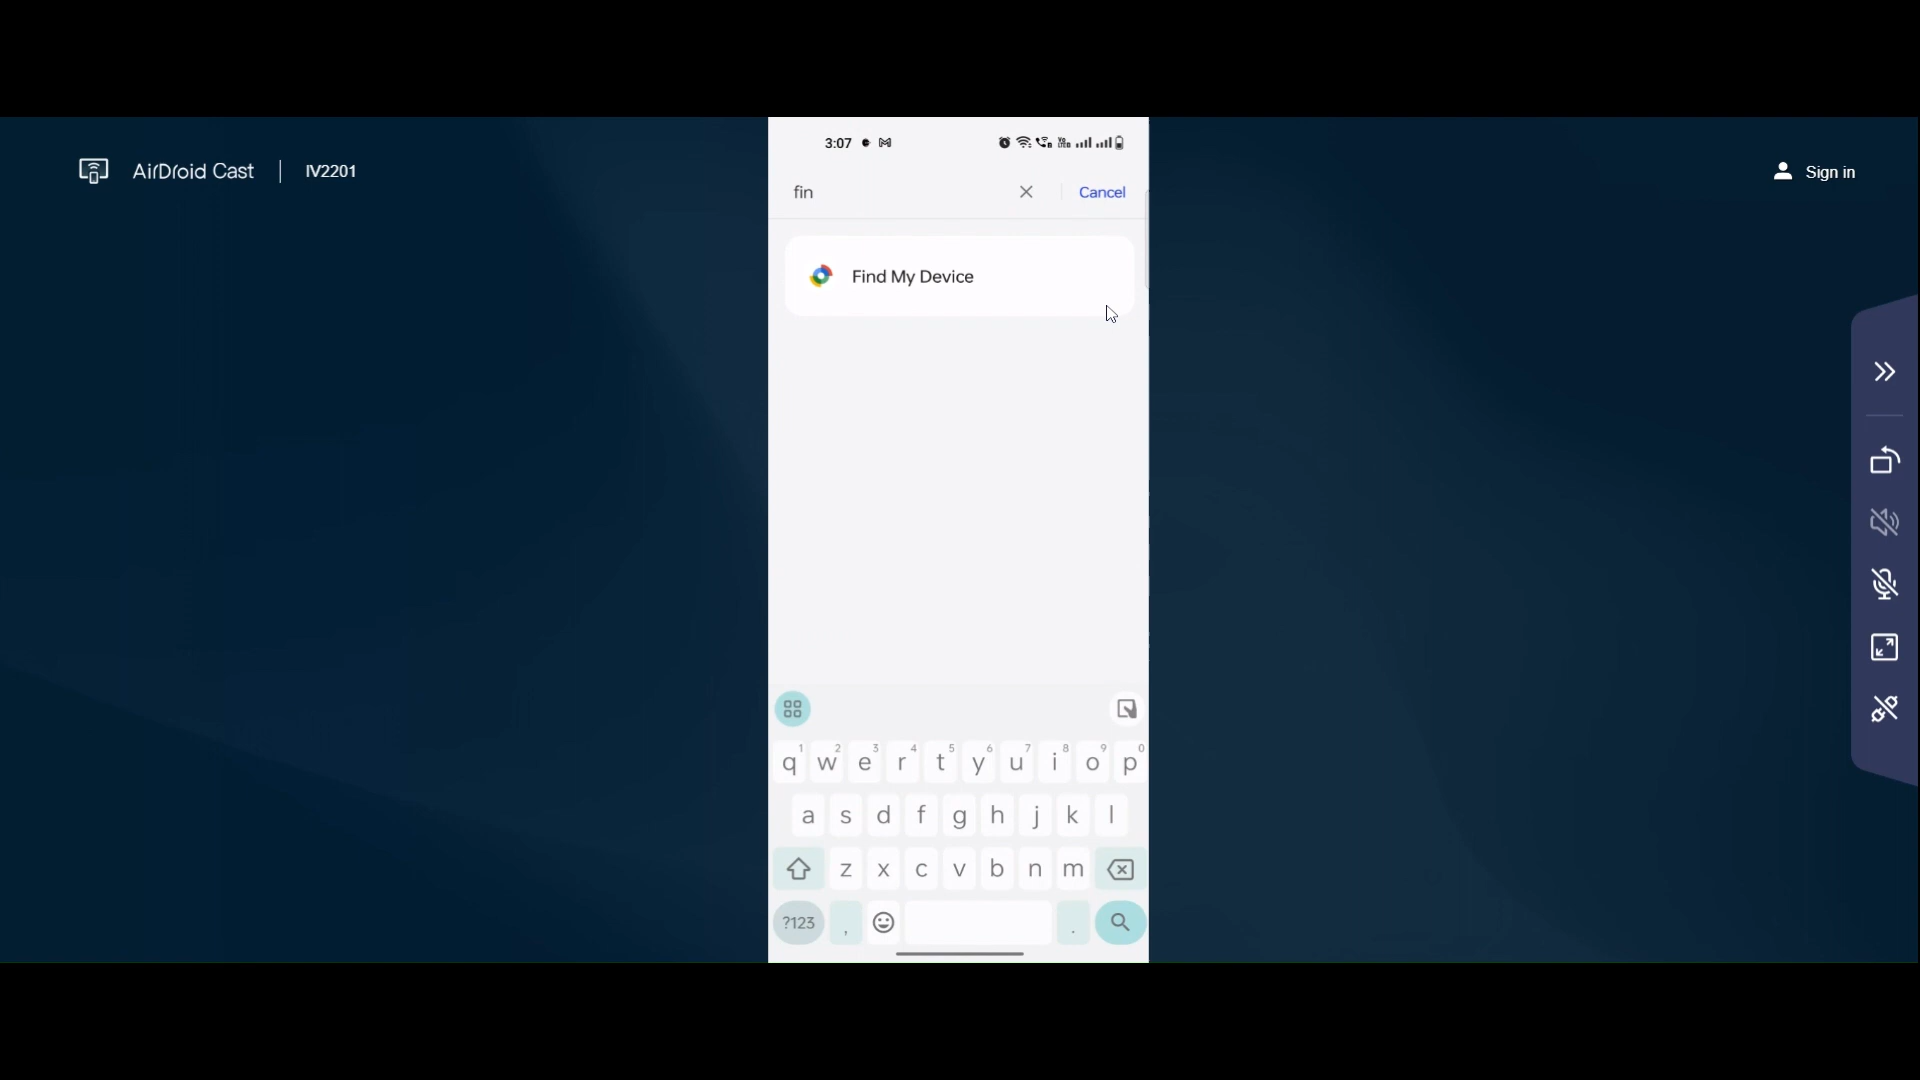 AirDroid Cast
IV2201
Sign in
3:07
fin
Cancel
Find My Device
1 2 3 4 5 6 7 8 9 0
q w e r t y u i o p
a s d f g h j k l
z x c v b n m
?123 , .